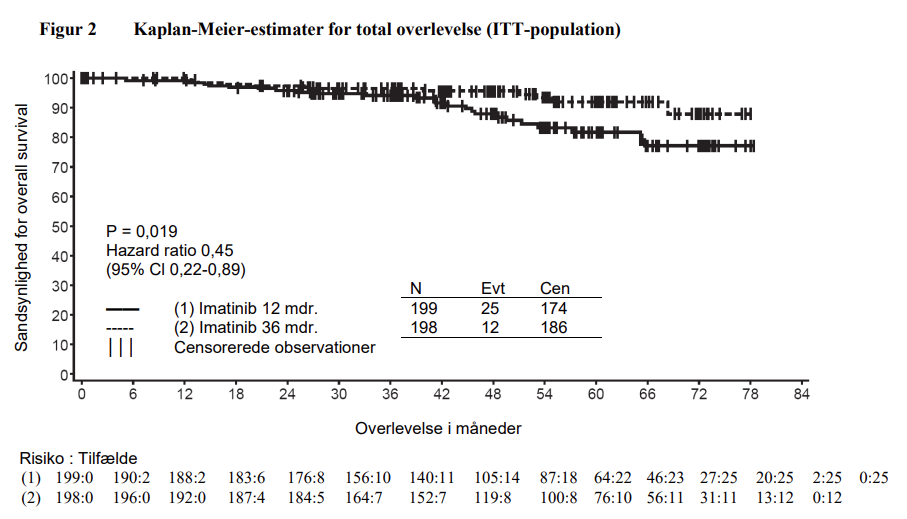 Figur 2 Kaplan-Meier-estimater for total overlevelse (ITT-population)
Sandsynlighed for overall survival
100
90
80
70
60
50
40
30
20
10
0
P = 0,019
Hazard ratio 0,45
(95% CI 0,22-0,89)
N Evt Cen
(1) Imatinib 12 mdr. 199 25 174
(2) Imatinib 36 mdr. 198 12 186
Censorerede observationer
0 6 12 18 24 30 36 42 48 54 60 66 72 78 84
Overlevelse i måneder
Risiko : Tilfælde
(1) 199:0 190:2 188:2 183:6 176:8 156:10 140:11 105:14 87:18 64:22 46:23 27:25 20:25 2:25 0:25
(2) 198:0 196:0 192:0 187:4 184:5 164:7 152:7 119:8 100:8 76:10 56:11 31:11 13:12 0:12